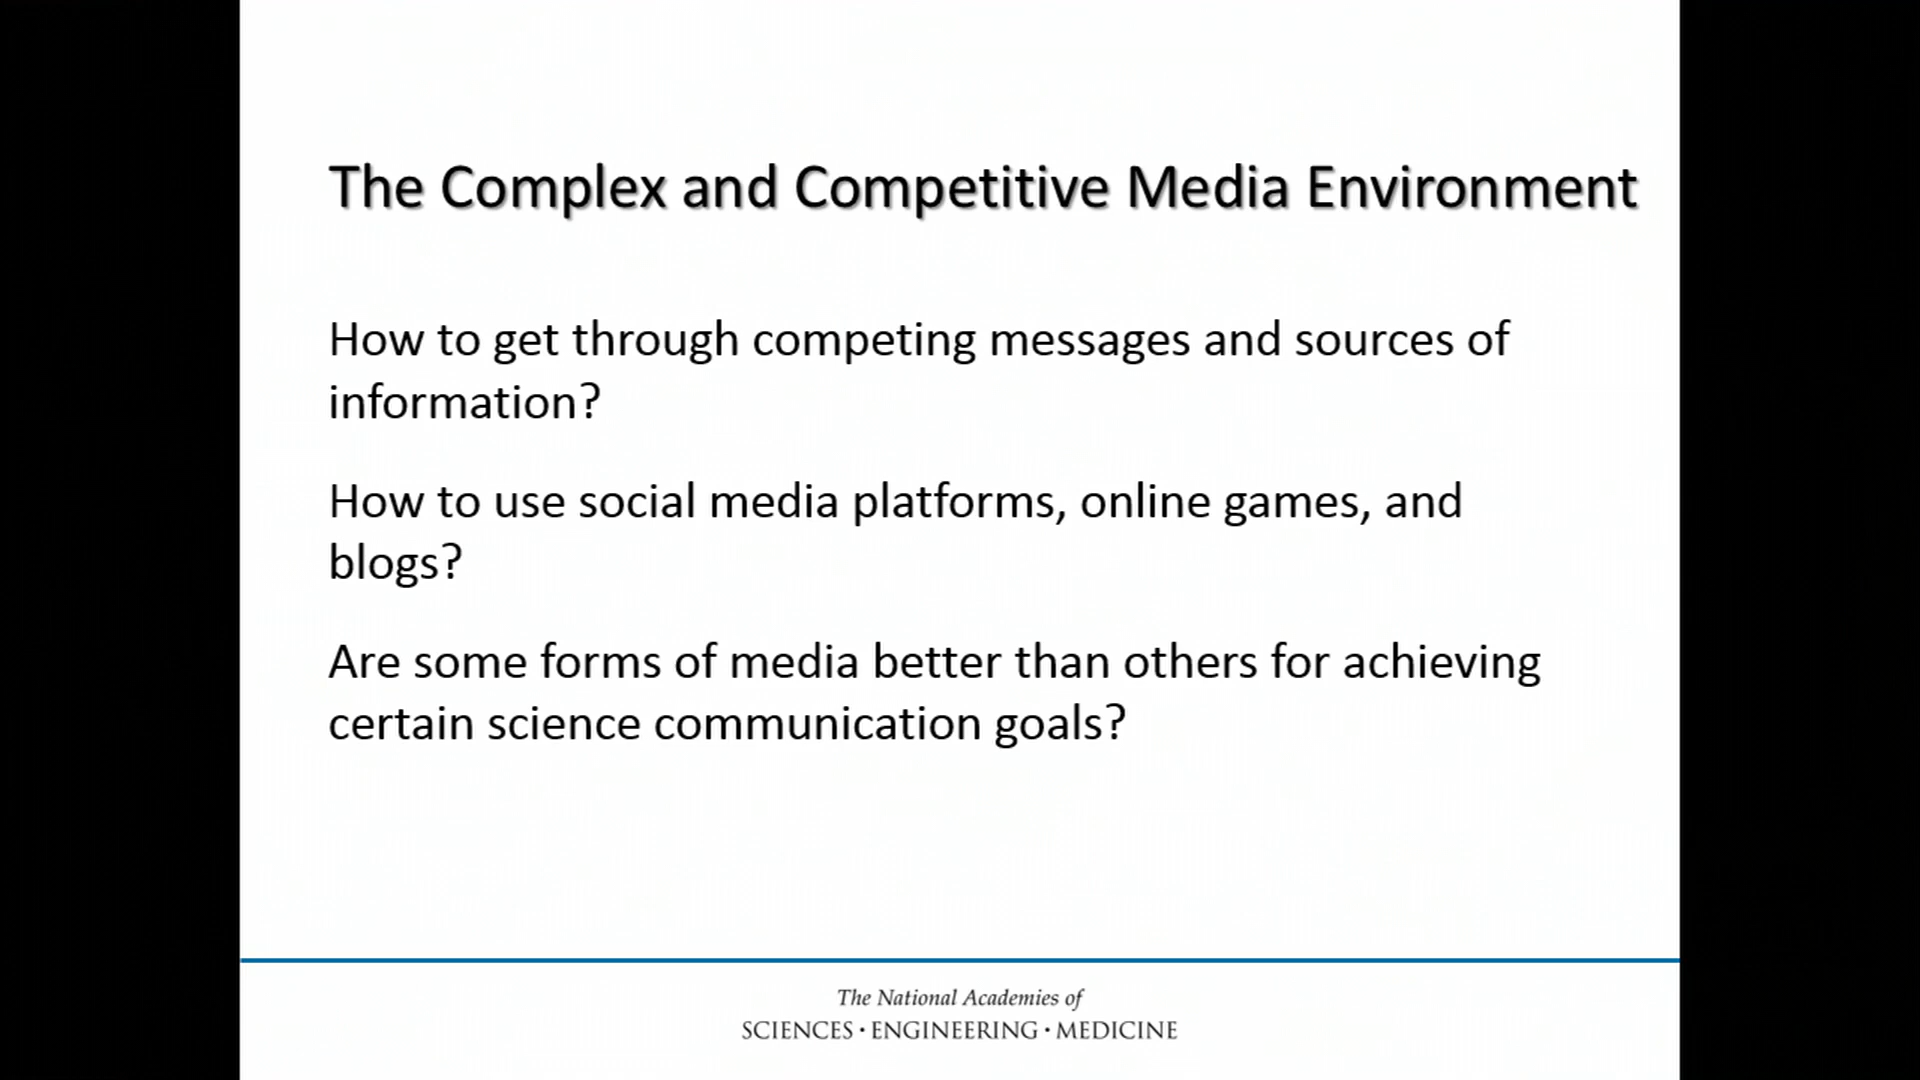 The Complex and Competitive Media Environment
How to get through competing messages and sources of
information?
How to use social media platforms, online games, and
blogs?
Are some forms of media better than others for achieving
certain science communication goals?
The National Academies of
SCIENCES · ENGINEERING · MEDICINE